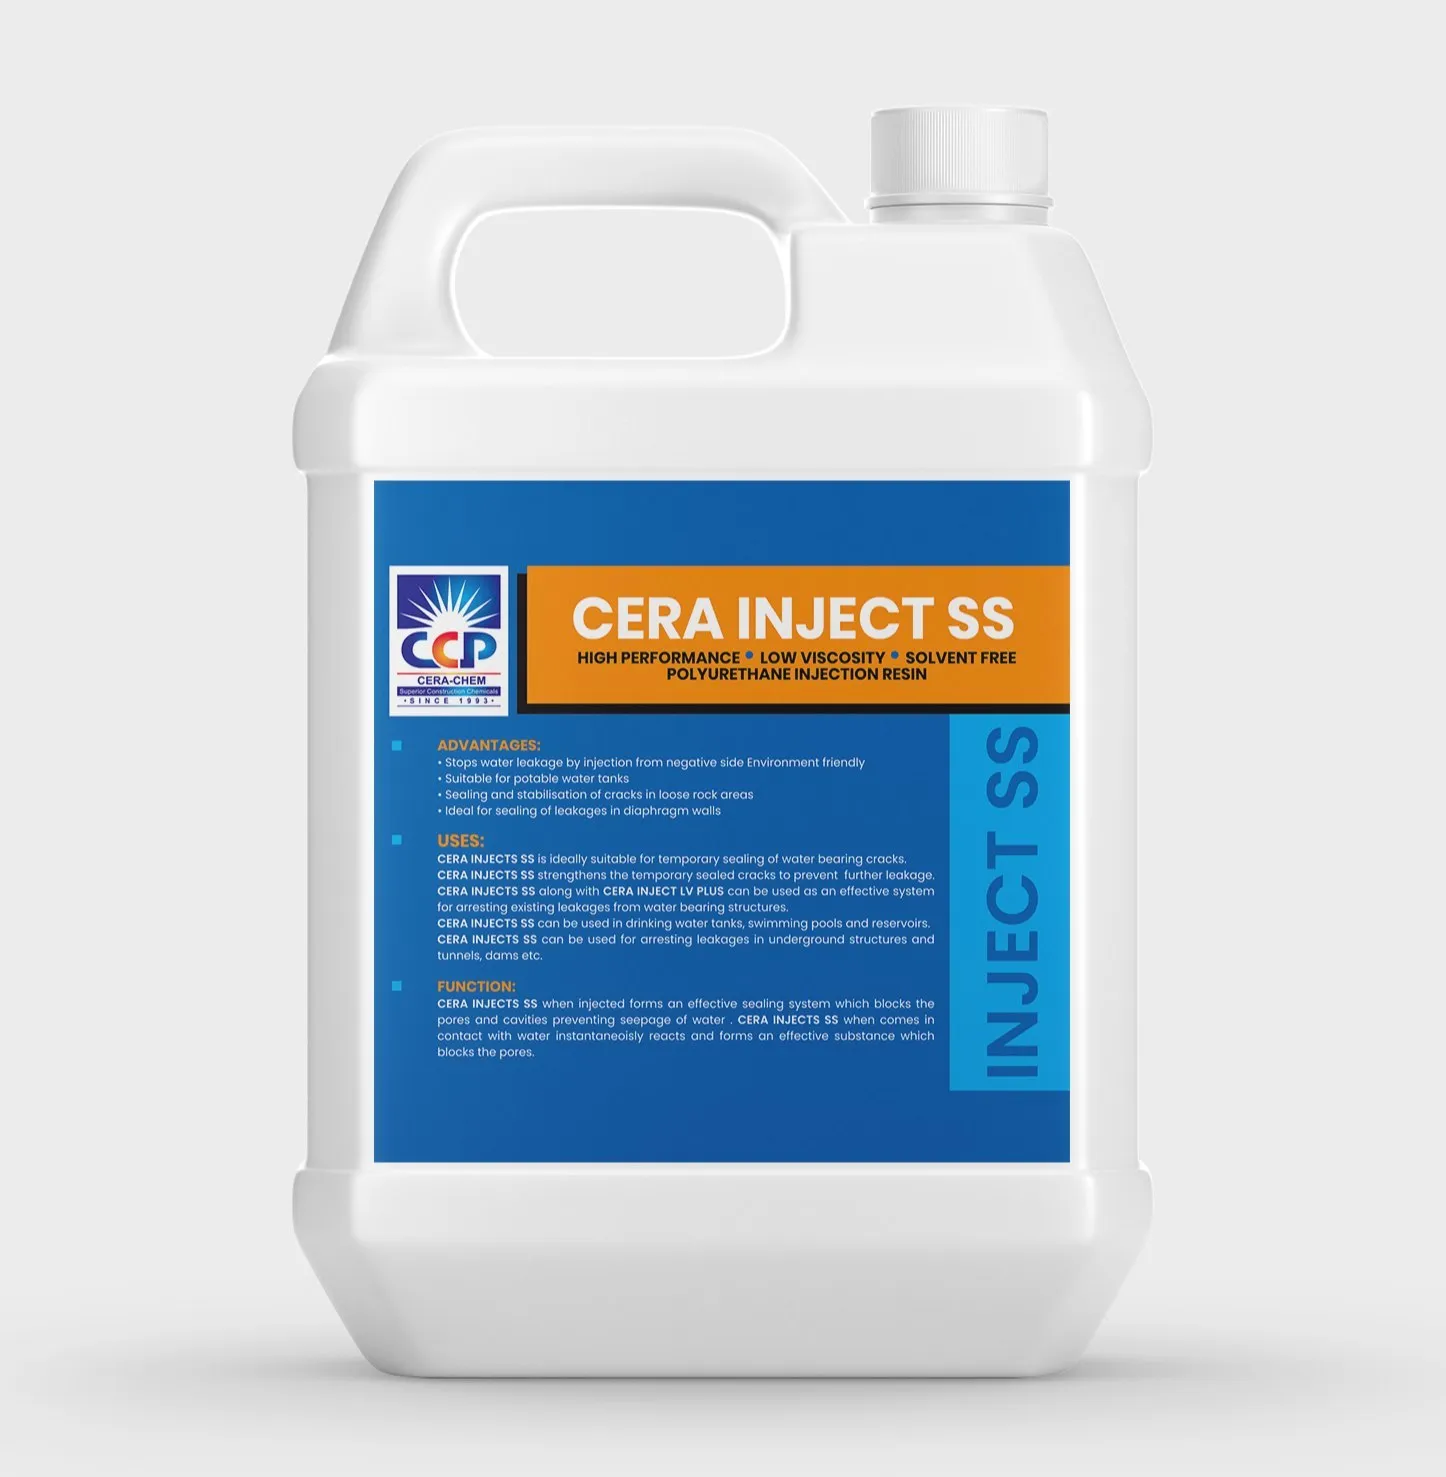 CCP
CERA-CHEM
Superior Construction Chemicals
•SINCE 1993•
CERA INJECT SS
HIGH PERFORMANCE • LOW VISCOSITY • SOLVENT FREE
POLYURETHANE INJECTION RESIN
ADVANTAGES:
• Stops water leakage by injection from negative side Environment friendly
• Suitable for potable water tanks
• Sealing and stabilisation of cracks in loose rock areas
• Ideal for sealing of leakages in diaphragm walls
USES:
CERA INJECTS SS is ideally suitable for temporary sealing of water bearing cracks.
CERA INJECTS SS strengthens the temporary sealed cracks to prevent further leakage.
CERA INJECTS SS along with CERA INJECT LV PLUS can be used as an effective system
for arresting existing leakages from water bearing structures.
CERA INJECTS SS can be used in drinking water tanks, swimming pools and reservoirs.
CERA INJECTS SS can be used for arresting leakages in underground structures and
tunnels, dams etc.
FUNCTION:
CERA INJECTS SS when injected forms an effective sealing system which blocks the
pores and cavities preventing seepage of water . CERA INJECTS SS when comes in
contact with water instantaneoisly reacts and forms an effective substance which
blocks the pores.
INJECT SS